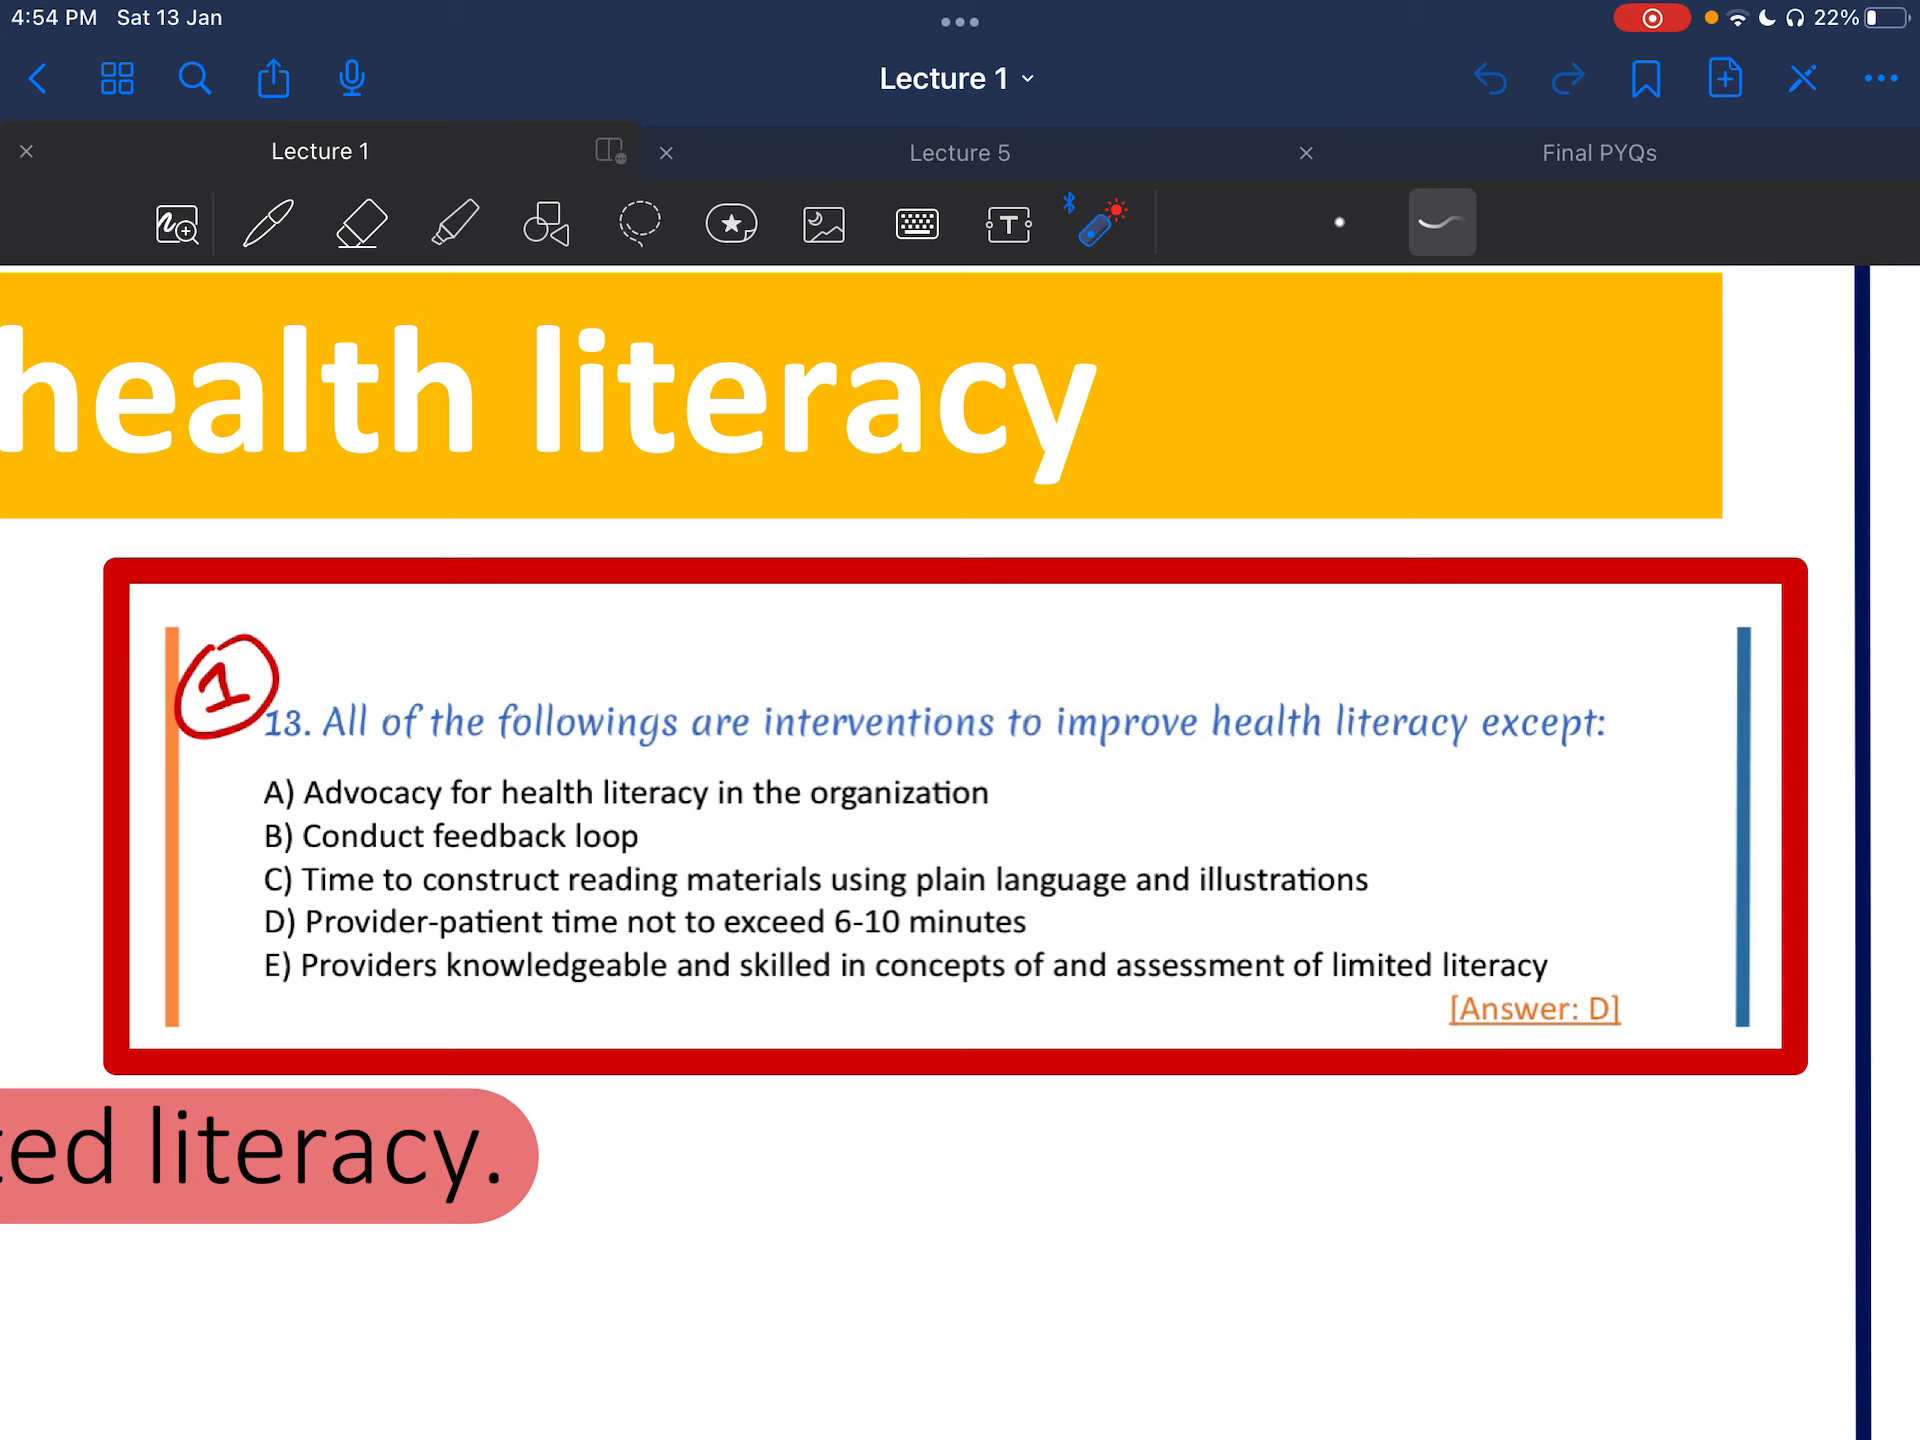 4:54 PM Sat 13 Jan
22%
Lecture 1
Lecture 1
Lecture 5
Final PYQs
T
health literacy
1
13. All of the followings are interventions to improve health literacy except:
A) Advocacy for health literacy in the organization
B) Conduct feedback loop
C) Time to construct reading materials using plain language and illustrations
D) Provider-patient time not to exceed 6-10 minutes
E) Providers knowledgeable and skilled in concepts of and assessment of limited literacy
[Answer: D]
ted literacy.